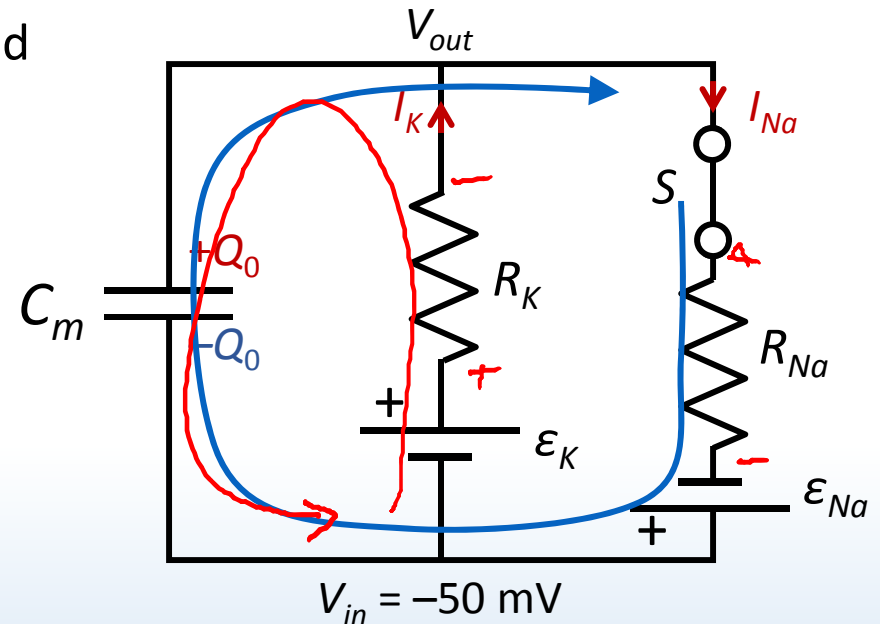 d
V_out
I_K
I_Na
S
+Q_0
R_K
C_m
−Q_0
R_Na
+
ε_K
ε_Na
+
V_in = −50 mV